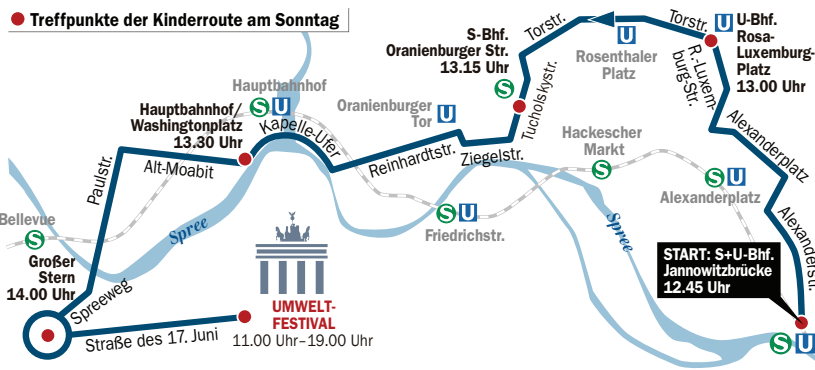 Treffpunkte der Kinderroute am Sonntag
S-Bhf.
Oranienburger Str.
13.15 Uhr
S
Torstr.
U
Rosenthaler
Platz
Torstr.
U
U-Bhf.
Rosa-
Luxemburg-
Platz
13.00 Uhr
R.-Luxem-
burg-Str.
Hauptbahnhof
S U
Hauptbahnhof/
Washingtonplatz
13.30 Uhr
Kapelle-Ufer
Oranienburger
Tor
U
Tucholskystr.
Reinhardtstr.
Ziegelstr.
Hackescher
Markt
S
Alexanderplatz
S U
Alexanderplatz
Alexanderstr.
Paulstr.
Alt-Moabit
Bellevue
S
Spree
S U
Friedrichstr.
Spree
Großer
Stern
14.00 Uhr
Spreeweg
START: S+U-Bhf.
Jannowitzbrücke
12.45 Uhr
S U
UMWELT-
FESTIVAL
11.00 Uhr–19.00 Uhr
Straße des 17. Juni